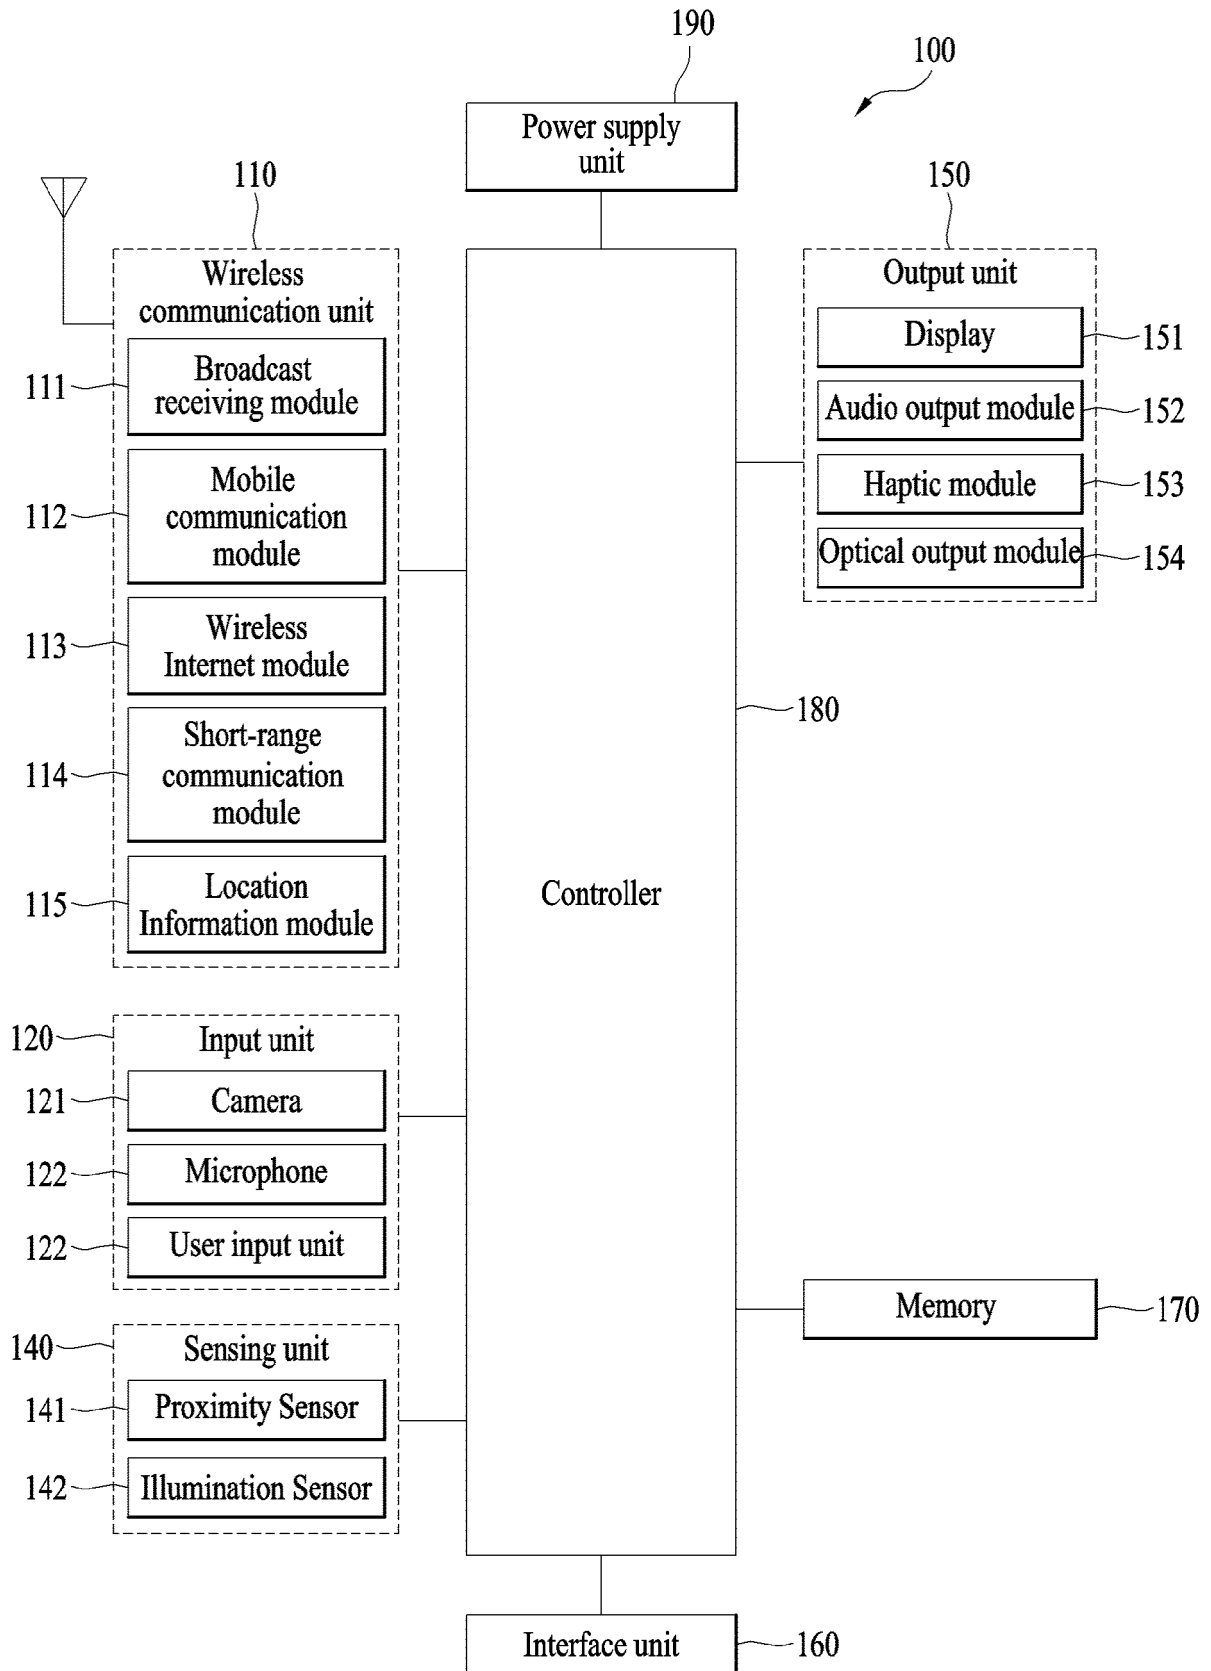 190
100
Power supply
unit
110
Wireless
communication unit
111
Broadcast
receiving module
112
Mobile
communication
module
113
Wireless
Internet module
114
Short-range
communication
module
115
Location
Information module
120
Input unit
121
Camera
122
Microphone
122
User input unit
140
Sensing unit
141
Proximity Sensor
142
Illumination Sensor
Controller
180
150
Output unit
Display
151
Audio output module
152
Haptic module
153
Optical output module
154
Memory
170
Interface unit
160